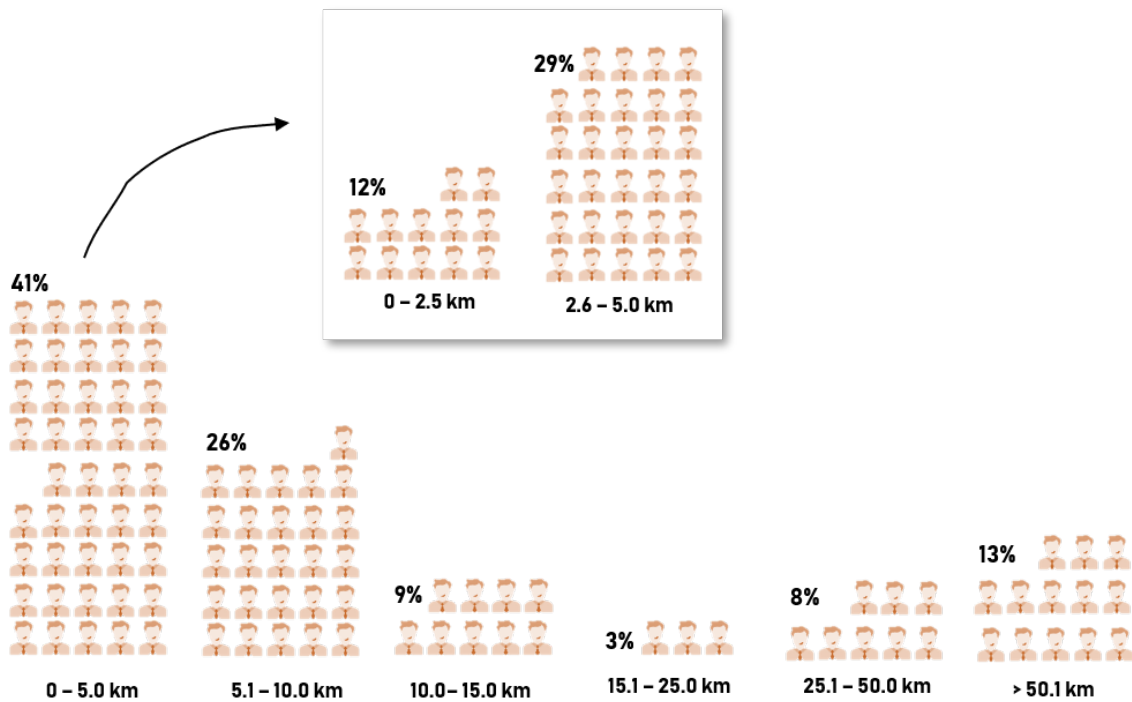 29%
12%
0 – 2.5 km
2.6 – 5.0 km
41%
26%
9%
3%
8%
13%
0 – 5.0 km
5.1 – 10.0 km
10.0 – 15.0 km
15.1 – 25.0 km
25.1 – 50.0 km
> 50.1 km